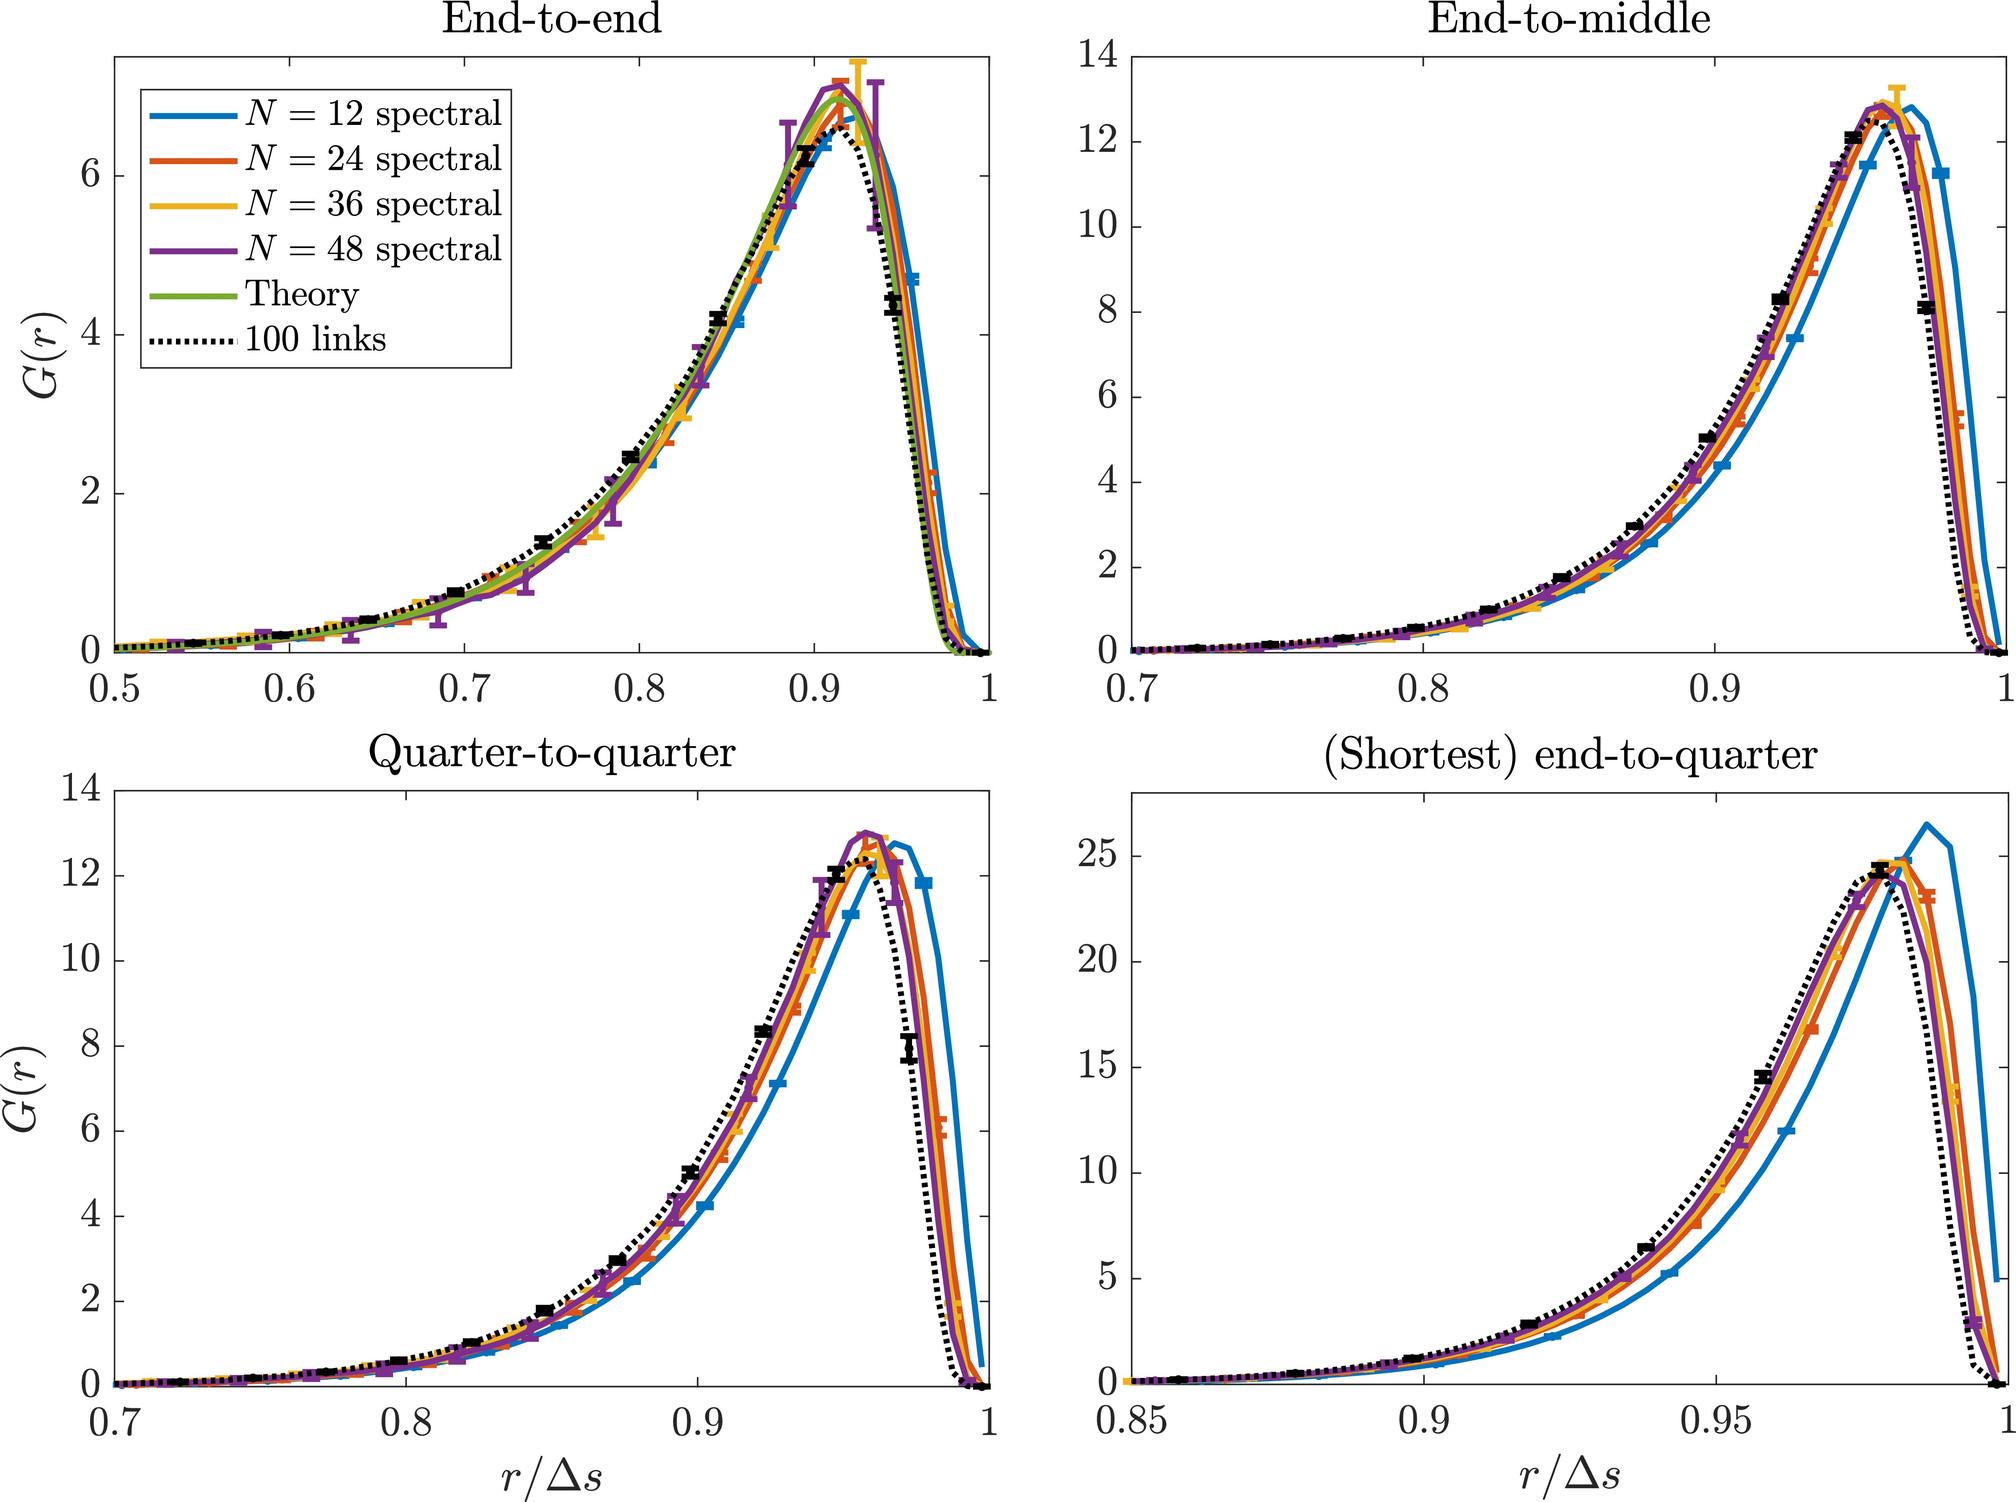 End-to-end
End-to-middle
N = 12 spectral
N = 24 spectral
N = 36 spectral
N = 48 spectral
Theory
100 links
G(r)
0
2
4
6
0.5 0.6 0.7 0.8 0.9 1
0
2
4
6
8
10
12
14
0.7 0.8 0.9 1
Quarter-to-quarter
(Shortest) end-to-quarter
G(r)
0
2
4
6
8
10
12
14
0.7 0.8 0.9 1
r/Δs
0
5
10
15
20
25
0.85 0.9 0.95 1
r/Δs